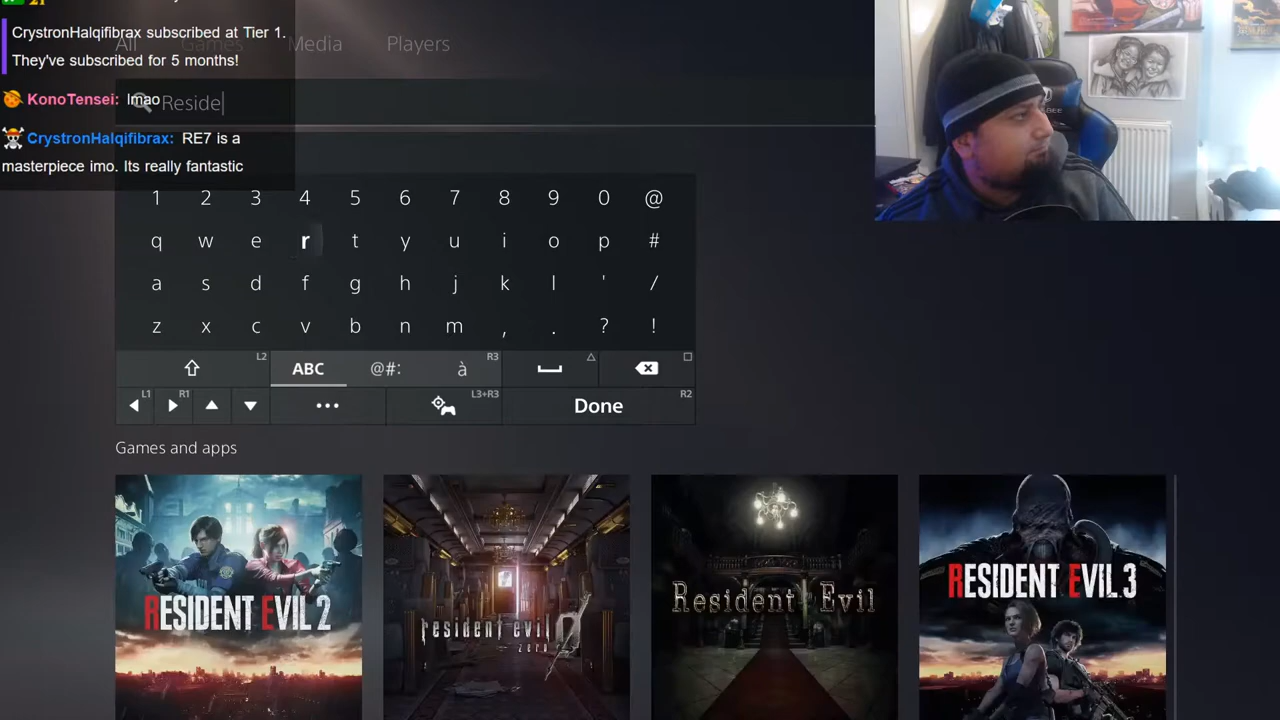 21
CrystronHalqifibrax subscribed at Tier 1.
They've subscribed for 5 months!
All Games Media Players
KonoTensei: lmao
Reside
CrystronHalqifibrax: RE7 is a
masterpiece imo. Its really fantastic
1 2 3 4 5 6 7 8 9 0 @
q w e r t y u i o p #
a s d f g h j k l ' /
z x c v b n m , . ? !
L2 ABC @#: à R3 △ □
L1 R1 ••• L3+R3 Done R2
Games and apps
RESIDENT EVIL 2
resident evil 0
zero
Resident Evil
RESIDENT EVIL 3